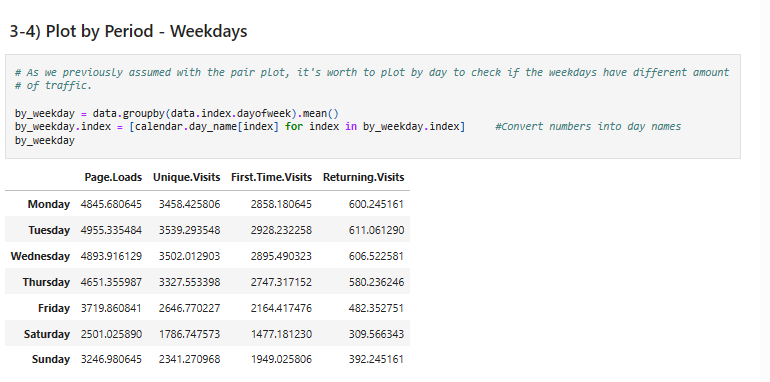 3-4) Plot by Period - Weekdays
# As we previously assumed with the pair plot, it's worth to plot by day to check if the weekdays have different amount
# of traffic.
by_weekday = data.groupby(data.index.dayofweek).mean()
by_weekday.index = [calendar.day_name[index] for index in by_weekday.index]     #Convert numbers into day names
by_weekday
Page.Loads Unique.Visits First.Time.Visits Returning.Visits
Monday 4845.680645 3458.425806 2858.180645 600.245161
Tuesday 4955.335484 3539.293548 2928.232258 611.061290
Wednesday 4893.916129 3502.012903 2895.490323 606.522581
Thursday 4651.355987 3327.553398 2747.317152 580.236246
Friday 3719.860841 2646.770227 2164.417476 482.352751
Saturday 2501.025890 1786.747573 1477.181230 309.566343
Sunday 3246.980645 2341.270968 1949.025806 392.245161